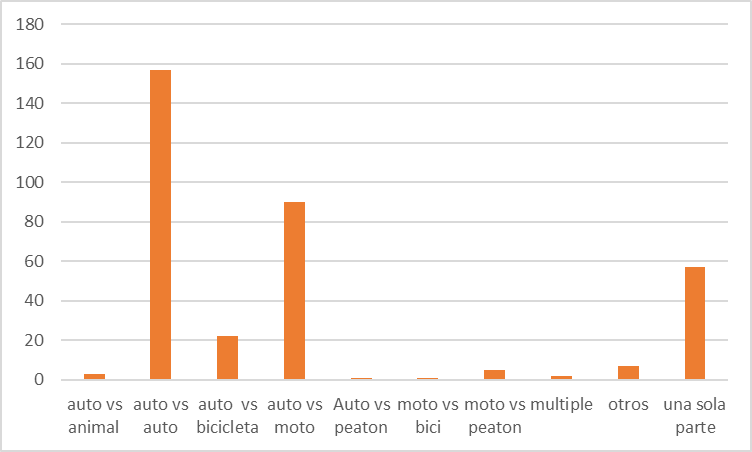 180
160
140
120
100
80
60
40
20
0
auto vs animal
auto vs auto
auto  vs bicicleta
auto vs moto
Auto vs peaton
moto vs bici
moto vs peaton
multiple
otros
una sola parte